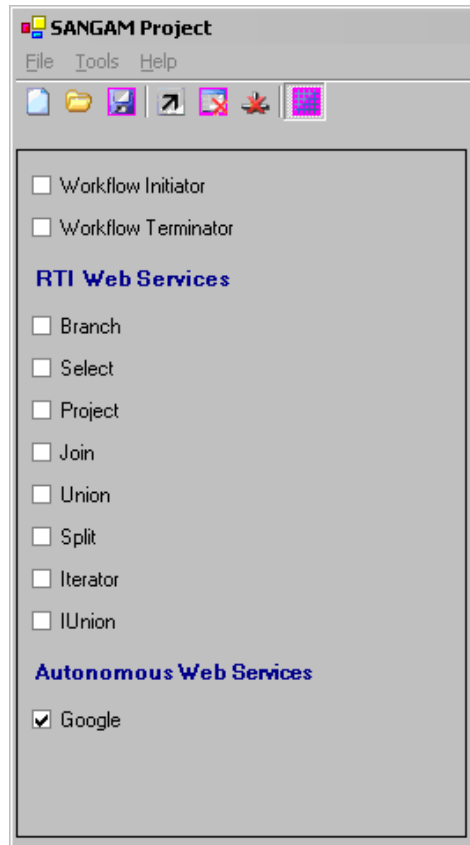 SANGAM Project
File Tools Help
Workflow Initiator
Workflow Terminator
RTI Web Services
Branch
Select
Project
Join
Union
Split
Iterator
IUnion
Autonomous Web Services
Google